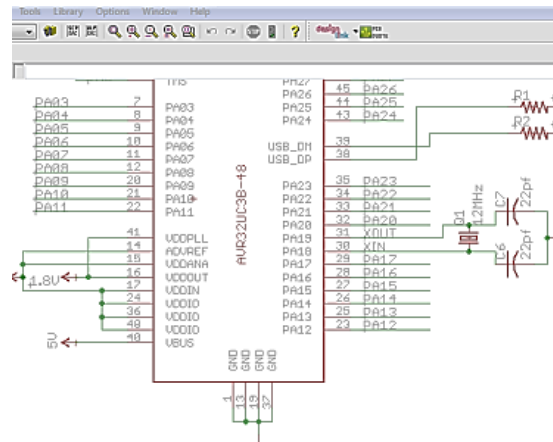 Tools Library Options Window Help
design link
TMS
PA03 7 PA03
PA04 8 PA04
PA05 9 PA05
PA06 10 PA06
PA07 11 PA07
PA08 12 PA08
PA09 20 PA09
PA10 21 PA10
PA11 22 PA11
41 VDDPLL
14 ADVREF
15 VDDANA
1.8V 16 VDDOUT
17 VDDIN
24 VDDIO
36 VDDIO
48 VDDIO
5V 40 VBUS
AVR32UC3B-48
PA27
PA26 45 PA26
PA25 44 PA25
PA24 43 PA24
USB_DM 39
USB_DP 38
PA23 35 PA23
PA22 34 PA22
PA21 33 PA21
PA20 32 PA20
PA19 31 XOUT
PA18 30 XIN
PA17 29 PA17
PA16 28 PA16
PA15 27 PA15
PA14 26 PA14
PA13 25 PA13
PA12 23 PA12
GND GND GND GND
1 13 19 37
R1
R2
Q1 12MHz
C7 22pf
C6 22pf